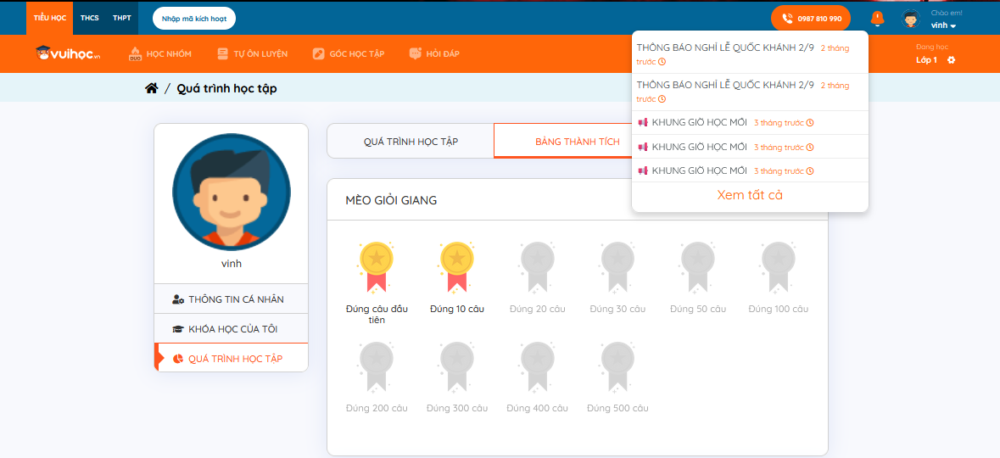 TIỂU HỌC
THCS
THPT
Nhập mã kích hoạt
0987 810 990
Chào em!
vinh
vuihọc.vn
DUO
HỌC NHÓM
TỰ ÔN LUYỆN
GÓC HỌC TẬP
HỎI ĐÁP
Đang học
Lớp 1
/ Quá trình học tập
THÔNG BÁO NGHỈ LỄ QUỐC KHÁNH 2/9 2 tháng
trước
THÔNG BÁO NGHỈ LỄ QUỐC KHÁNH 2/9 2 tháng
trước
KHUNG GIỜ HỌC MỚI 3 tháng trước
KHUNG GIỜ HỌC MỚI 3 tháng trước
KHUNG GIỜ HỌC MỚI 3 tháng trước
Xem tất cả
vinh
THÔNG TIN CÁ NHÂN
KHÓA HỌC CỦA TÔI
QUÁ TRÌNH HỌC TẬP
QUÁ TRÌNH HỌC TẬP
BẢNG THÀNH TÍCH
MÈO GIỎI GIANG
Đúng câu đầu
tiên
Đúng 10 câu
Đúng 20 câu
Đúng 30 câu
Đúng 50 câu
Đúng 100 câu
Đúng 200 câu
Đúng 300 câu
Đúng 400 câu
Đúng 500 câu